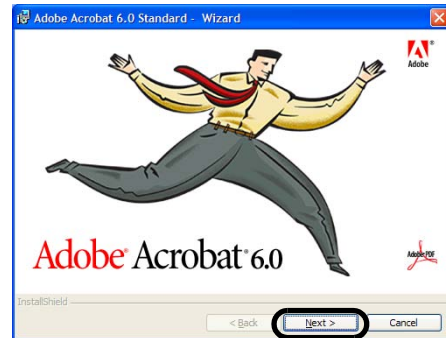 Adobe Acrobat 6.0 Standard - Wizard
Adobe
Adobe® Acrobat® 6.0
Adobe PDF
InstallShield
< Back
Next >
Cancel